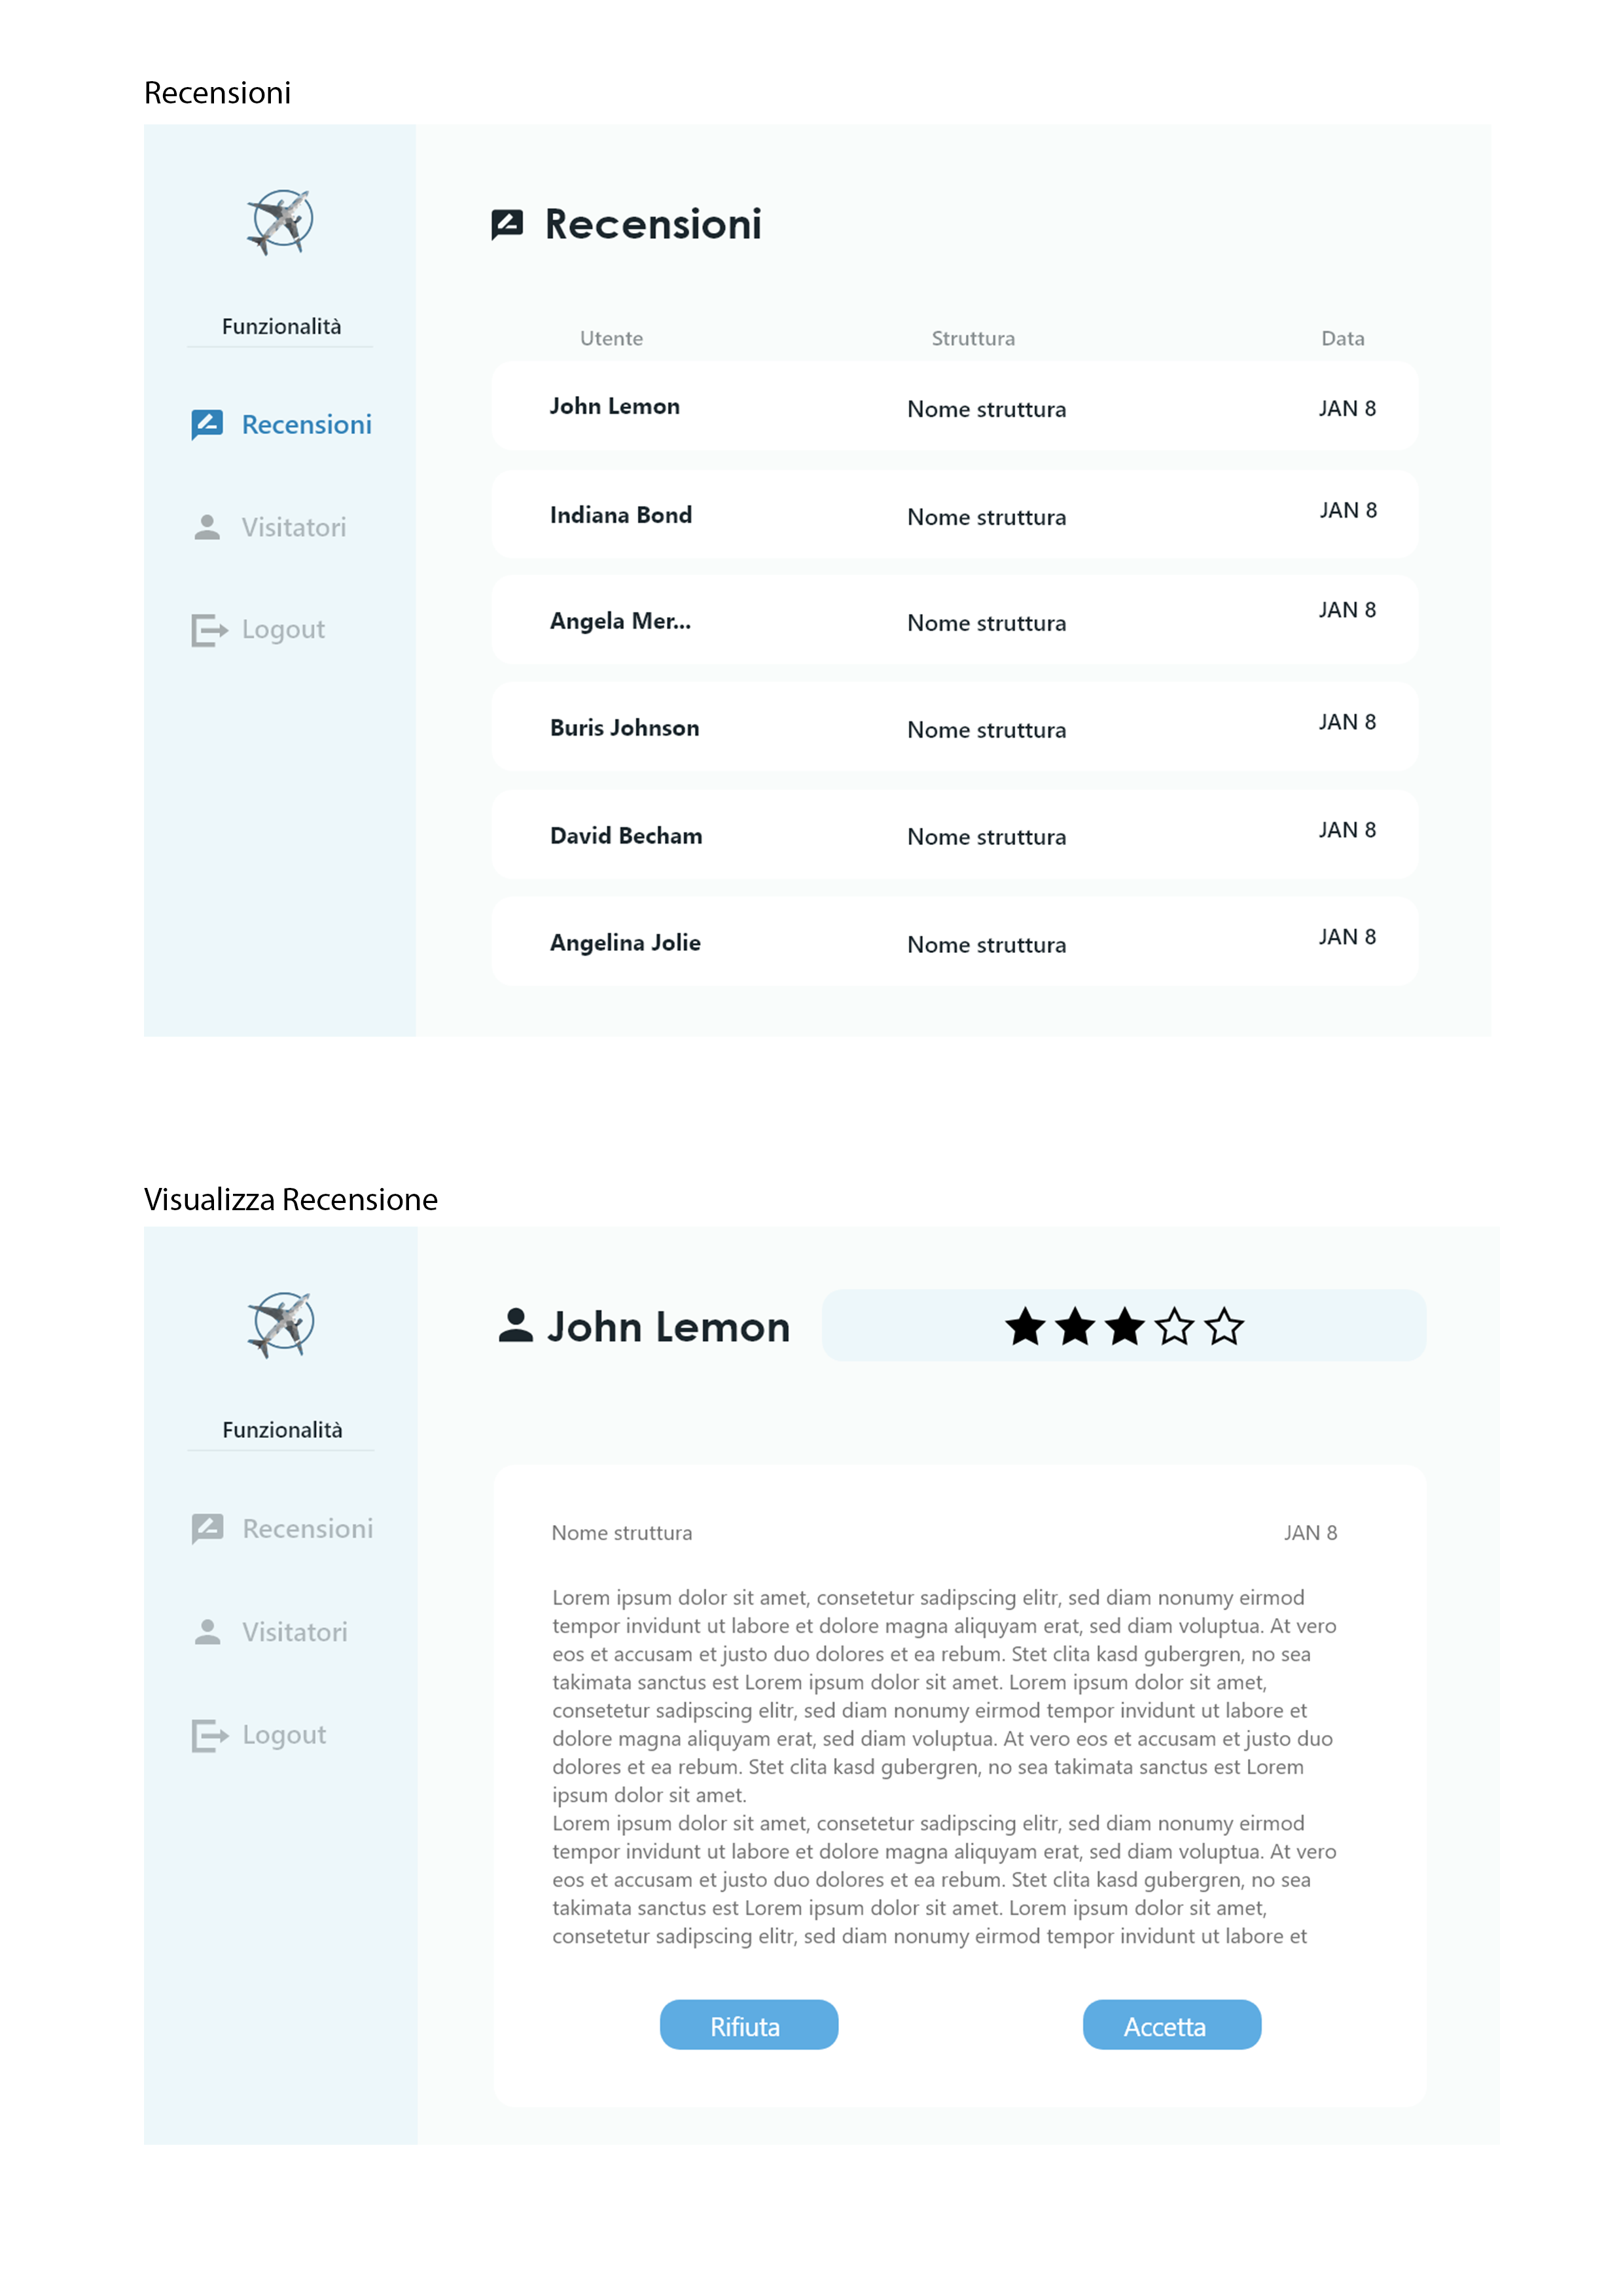 Recensioni
Funzionalità
Recensioni
Visitatori
Logout
Recensioni
Utente Struttura Data
John Lemon Nome struttura JAN 8
Indiana Bond Nome struttura JAN 8
Angela Mer... Nome struttura JAN 8
Buris Johnson Nome struttura JAN 8
David Becham Nome struttura JAN 8
Angelina Jolie Nome struttura JAN 8
Visualizza Recensione
Funzionalità
Recensioni
Visitatori
Logout
John Lemon
Nome struttura JAN 8
Lorem ipsum dolor sit amet, consetetur sadipscing elitr, sed diam nonumy eirmod
tempor invidunt ut labore et dolore magna aliquyam erat, sed diam voluptua. At vero
eos et accusam et justo duo dolores et ea rebum. Stet clita kasd gubergren, no sea
takimata sanctus est Lorem ipsum dolor sit amet. Lorem ipsum dolor sit amet,
consetetur sadipscing elitr, sed diam nonumy eirmod tempor invidunt ut labore et
dolore magna aliquyam erat, sed diam voluptua. At vero eos et accusam et justo duo
dolores et ea rebum. Stet clita kasd gubergren, no sea takimata sanctus est Lorem
ipsum dolor sit amet.
Lorem ipsum dolor sit amet, consetetur sadipscing elitr, sed diam nonumy eirmod
tempor invidunt ut labore et dolore magna aliquyam erat, sed diam voluptua. At vero
eos et accusam et justo duo dolores et ea rebum. Stet clita kasd gubergren, no sea
takimata sanctus est Lorem ipsum dolor sit amet. Lorem ipsum dolor sit amet,
consetetur sadipscing elitr, sed diam nonumy eirmod tempor invidunt ut labore et
Rifiuta Accetta